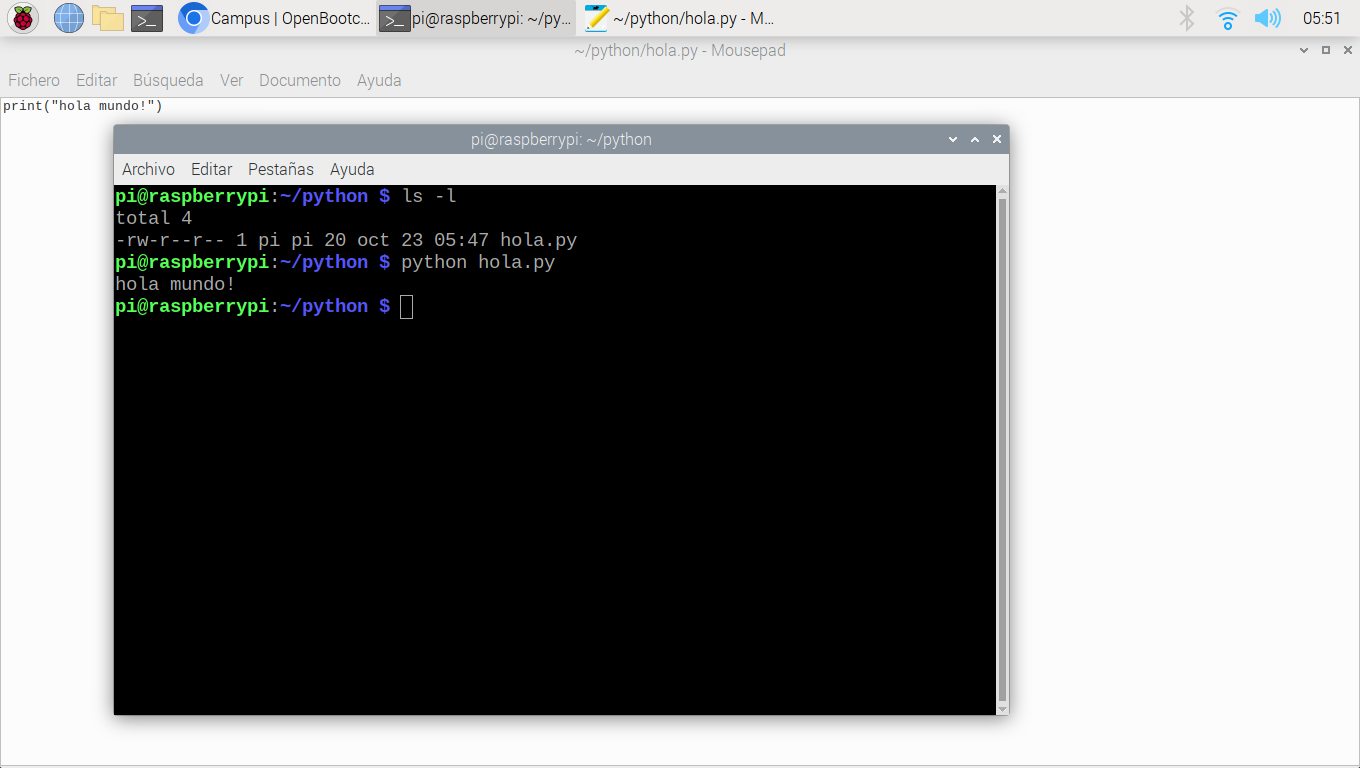 Campus | OpenBootc... pi@raspberrypi: ~/py... ~/python/hola.py - M... 05:51
~/python/hola.py - Mousepad
Fichero Editar Búsqueda Ver Documento Ayuda
print("hola mundo!")
pi@raspberrypi: ~/python
Archivo Editar Pestañas Ayuda
pi@raspberrypi:~/python $ ls -l
total 4
-rw-r--r-- 1 pi pi 20 oct 23 05:47 hola.py
pi@raspberrypi:~/python $ python hola.py
hola mundo!
pi@raspberrypi:~/python $